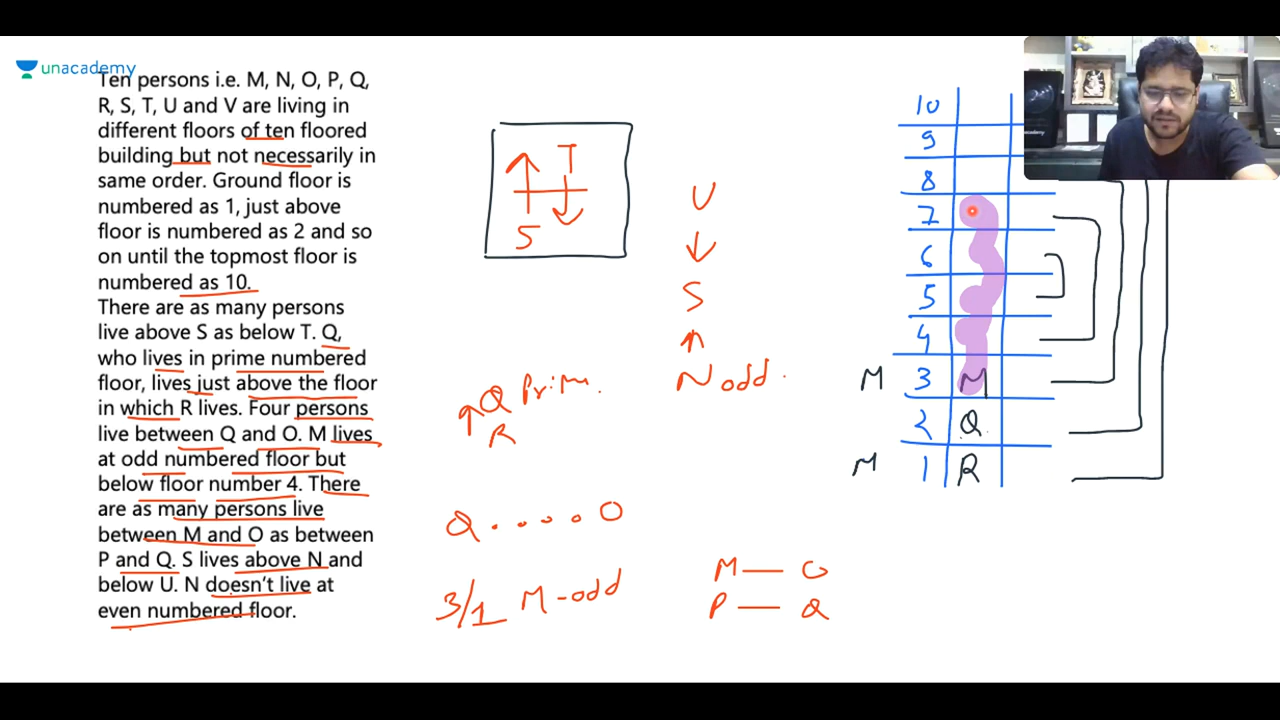 unacademy
Ten persons i.e. M, N, O, P, Q,
R, S, T, U and V are living in
different floors of ten floored
building but not necessarily in
same order. Ground floor is
numbered as 1, just above
floor is numbered as 2 and so
on until the topmost floor is
numbered as 10.
There are as many persons
live above S as below T. Q,
who lives in prime numbered
floor, lives just above the floor
in which R lives. Four persons
live between Q and O. M lives
at odd numbered floor but
below floor number 4. There
are as many persons live
between M and O as between
P and Q. S lives above N and
below U. N doesn't live at
even numbered floor.
T
S
U
S
N odd.
Q Prim.
R
Q.....O
3/1 M-odd
M — O
P — Q
10
9
8
7
6
5
4
M 3 M
2 Q
M 1 R